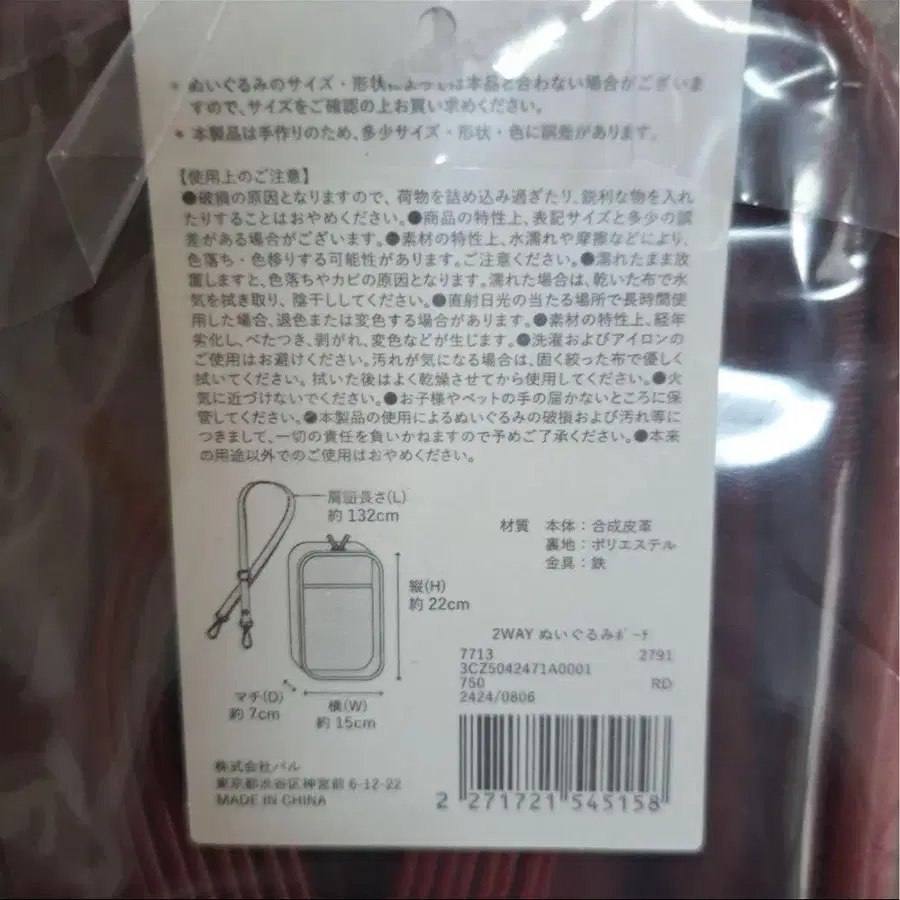 * ぬいぐるみのサイズ・形状によっては本品と合わない場合がございま
すので、サイズをご確認の上お買い求めください。
* 本製品は手作りのため、多少サイズ・形状・色に誤差があります。
【使用上のご注意】
●破損の原因となりますので、荷物を詰め込み過ぎたり、鋭利な物を入れ
たりすることはおやめください。●商品の特性上、表記サイズと多少の誤
差がある場合がございます。●素材の特性上、水濡れや摩擦などにより、
色落ち・色移りする可能性があります。ご注意ください。●濡れたまま放
置しますと、色落ちやカビの原因となります。濡れた場合は、乾いた布で水
気を拭き取り、陰干ししてください。●直射日光の当たる場所で長時間使
用した場合、退色または変色する場合があります。●素材の特性上、経年
劣化し、べたつき、剥がれ、変色などが生じます。●洗濯およびアイロンの
ご使用はお避けください。汚れが気になる場合は、固く絞った布で優しく
拭いてください。拭いた後はよく乾燥させてから使用してください。●火
気に近づけないでください。●お子様やペットの手の届かないところに保
管してください。●本製品の使用によるぬいぐるみの破損および汚れ等に
つきまして、一切の責任を負いかねますので予めご了承ください。●本来
の用途以外でのご使用はおやめください。
肩紐長さ(L)
約 132cm
材質 本体：合成皮革
裏地：ポリエステル
金具：鉄
縦(H)
約 22cm
マチ(D)
約 7cm
横(W)
約 15cm
2WAY ぬいぐるみﾎﾟｰﾁ
7713 2791
3CZ5042471A0001
750 RD
2424/0806
株式会社パル
東京都渋谷区神宮前 6-12-22
MADE IN CHINA
2 271721 545158